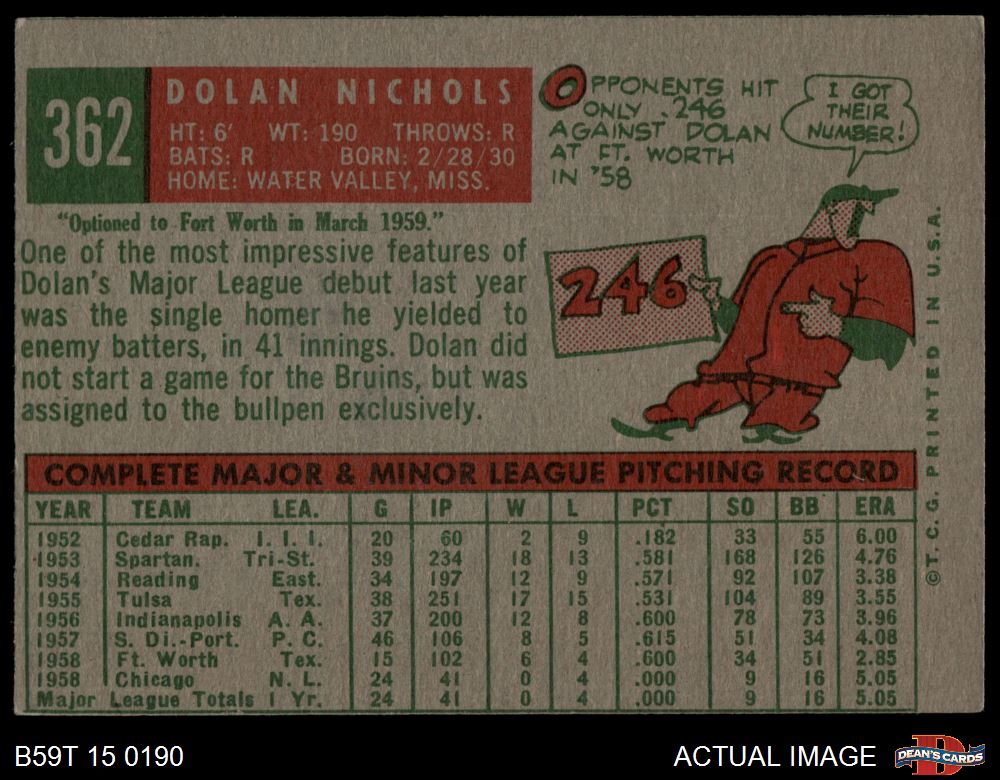 362
DOLAN NICHOLS
HT: 6' WT: 190 THROWS: R
BATS: R BORN: 2/28/30
HOME: WATER VALLEY, MISS.
OPPONENTS HIT
ONLY .246
AGAINST DOLAN
AT FT. WORTH
IN '58
I GOT
THEIR
NUMBER!
246
"Optioned to Fort Worth in March 1959."
One of the most impressive features of
Dolan's Major League debut last year
was the single homer he yielded to
enemy batters, in 41 innings. Dolan did
not start a game for the Bruins, but was
assigned to the bullpen exclusively.
COMPLETE MAJOR & MINOR LEAGUE PITCHING RECORD
YEAR TEAM LEA. G IP W L PCT SO BB ERA
1952 Cedar Rap. I. I. I. 20 60 2 9 .182 33 55 6.00
1953 Spartan. Tri-St. 39 234 18 13 .581 168 126 4.76
1954 Reading East. 34 197 12 9 .571 92 107 3.38
1955 Tulsa Tex. 38 251 17 15 .531 104 89 3.55
1956 Indianapolis A. A. 37 200 12 8 .600 78 73 3.96
1957 S. Di.-Port. P. C. 46 106 8 5 .615 51 34 4.08
1958 Ft. Worth Tex. 15 102 6 4 .600 34 51 2.85
1958 Chicago N. L. 24 41 0 4 .000 9 16 5.05
Major League Totals 1 Yr. 24 41 0 4 .000 9 16 5.05
©T. C. G. PRINTED IN U.S.A.
B59T 15 0190
ACTUAL IMAGE
D
DEAN'S CARDS